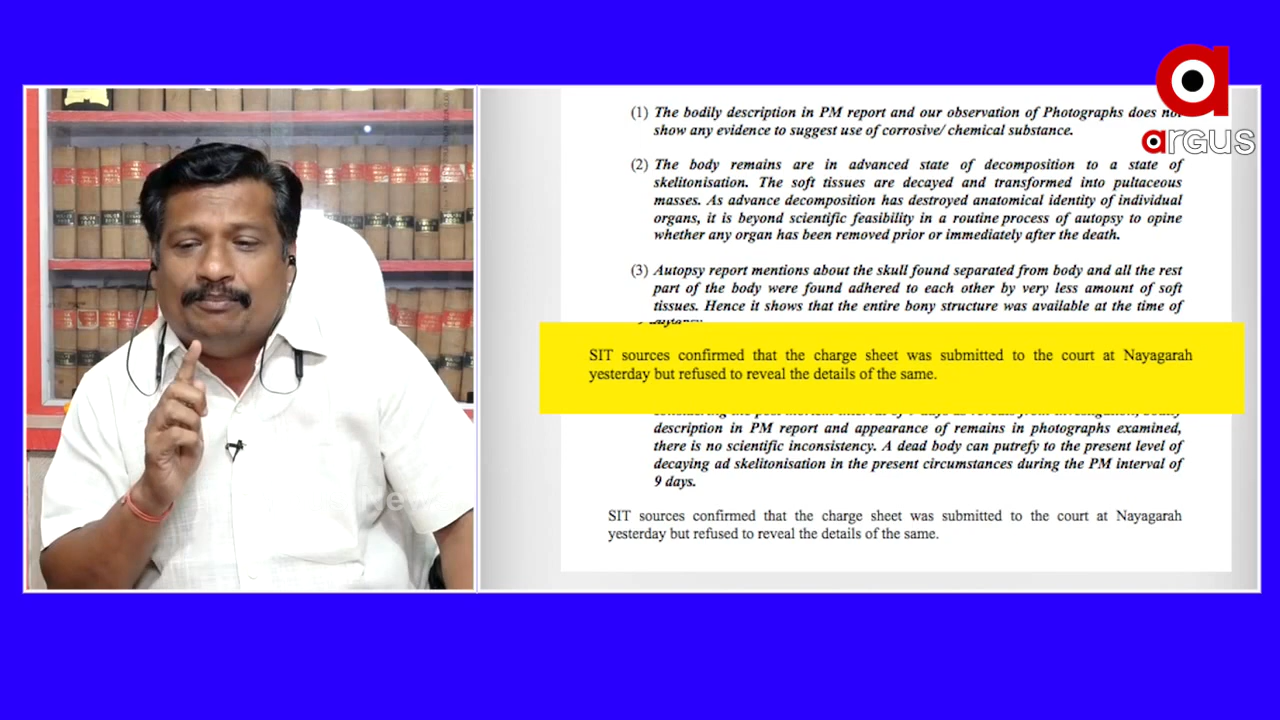 argus
(1) The bodily description in PM report and our observation of Photographs does not
show any evidence to suggest use of corrosive/ chemical substance.
(2) The body remains are in advanced state of decomposition to a state of
skelitonisation. The soft tissues are decayed and transformed into pultaceous
masses. As advance decomposition has destroyed anatomical identity of individual
organs, it is beyond scientific feasibility in a routine process of autopsy to opine
whether any organ has been removed prior or immediately after the death.
(3) Autopsy report mentions about the skull found separated from body and all the rest
part of the body were found adhered to each other by very less amount of soft
tissues. Hence it shows that the entire bony structure was available at the time of
SIT sources confirmed that the charge sheet was submitted to the court at Nayagarah
yesterday but refused to reveal the details of the same.
description in PM report and appearance of remains in photographs examined,
there is no scientific inconsistency. A dead body can putrefy to the present level of
decaying ad skelitonisation in the present circumstances during the PM interval of
9 days.
SIT sources confirmed that the charge sheet was submitted to the court at Nayagarah
yesterday but refused to reveal the details of the same.